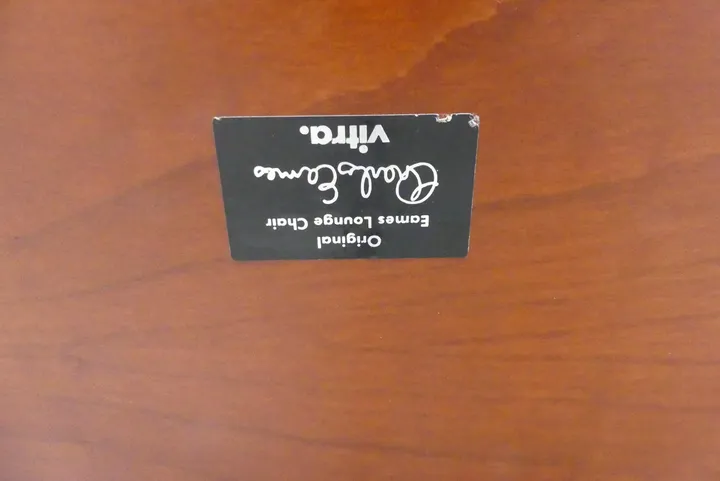 Original
Eames Lounge Chair
Charles Eames
vitra.